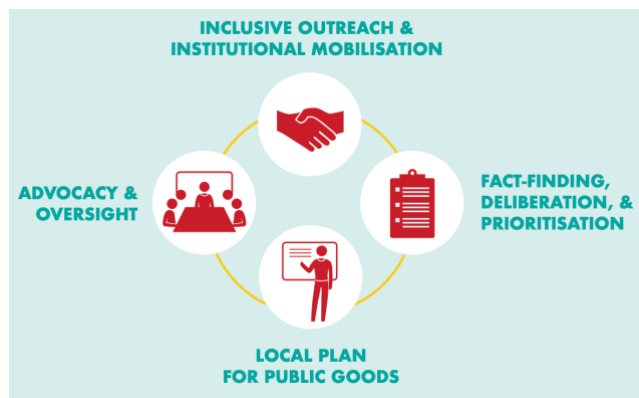 INCLUSIVE OUTREACH &
INSTITUTIONAL MOBILISATION
ADVOCACY &
OVERSIGHT
FACT-FINDING,
DELIBERATION, &
PRIORITISATION
LOCAL PLAN
FOR PUBLIC GOODS